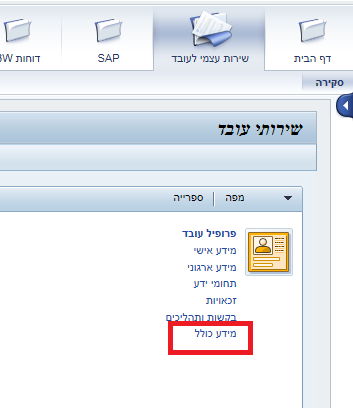 דף הבית
שירות עצמי לעובד
SAP
דוחות BW
סקירה
שירותי עובד
מפה | ספרייה
פרופיל עובד
מידע אישי
מידע ארגוני
תחומי ידע
זכאויות
בקשות ותהליכים
מידע כולל